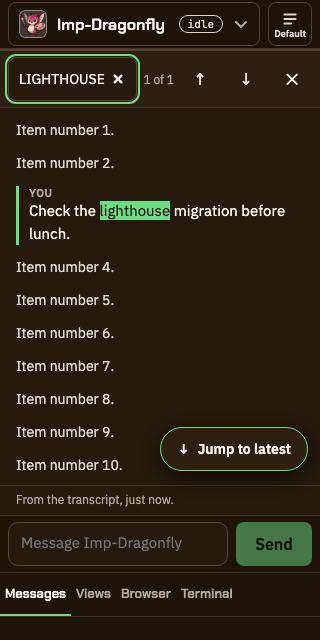 Imp-Dragonfly idle Default
LIGHTHOUSE × 1 of 1 ↑ ↓ ×
Item number 1.
Item number 2.
YOU
Check the lighthouse migration before
lunch.
Item number 4.
Item number 5.
Item number 6.
Item number 7.
Item number 8.
Item number 9.
↓ Jump to latest
Item number 10.
From the transcript, just now.
Message Imp-Dragonfly Send
Messages Views Browser Terminal